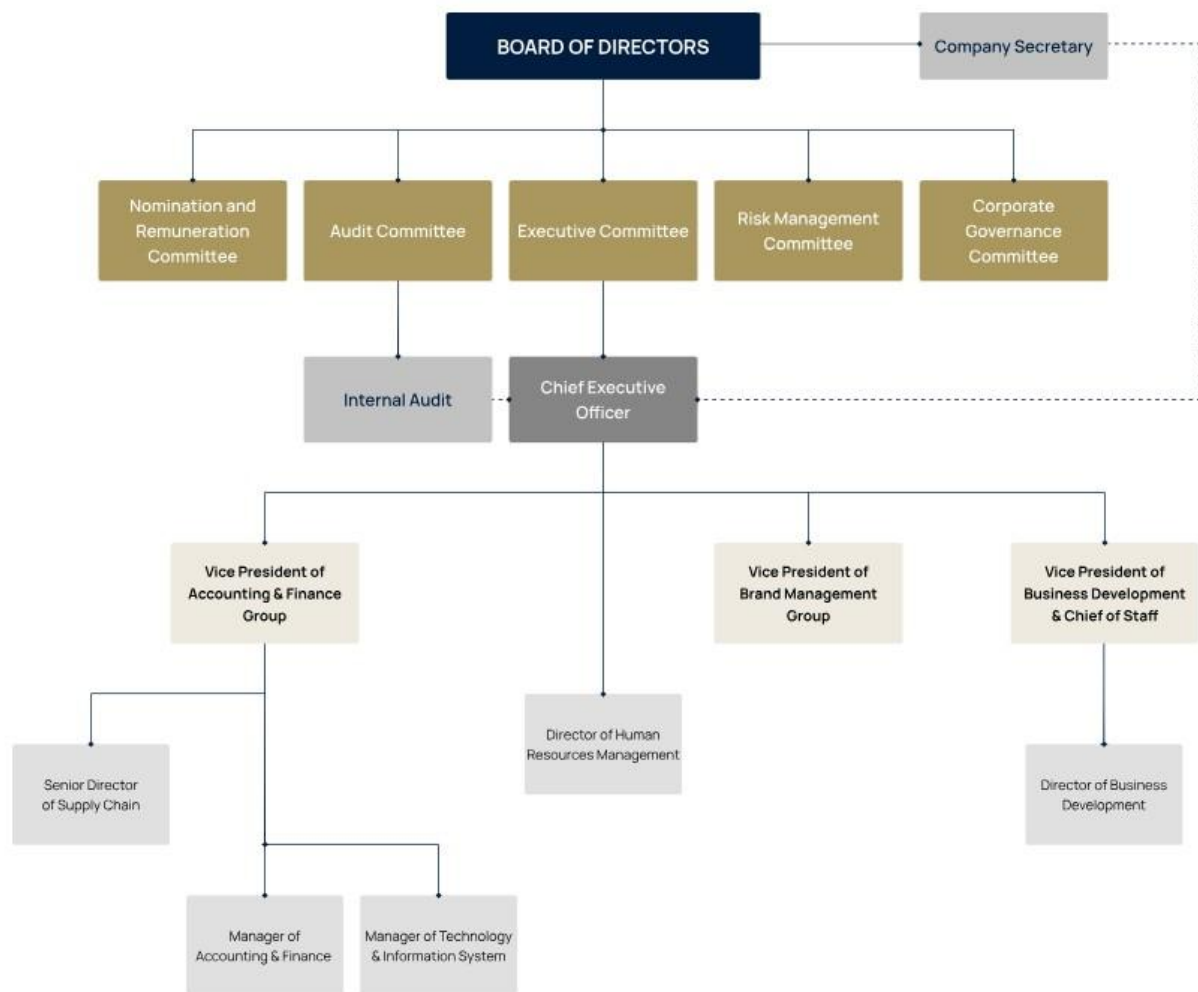 BOARD OF DIRECTORS
Company Secretary
Nomination and
Remuneration
Committee
Audit Committee
Executive Committee
Risk Management
Committee
Corporate
Governance
Committee
Internal Audit
Chief Executive
Officer
Vice President of
Accounting & Finance
Group
Vice President of
Brand Management
Group
Vice President of
Business Development
& Chief of Staff
Director of Human
Resources Management
Senior Director
of Supply Chain
Director of Business
Development
Manager of
Accounting & Finance
Manager of Technology
& Information System